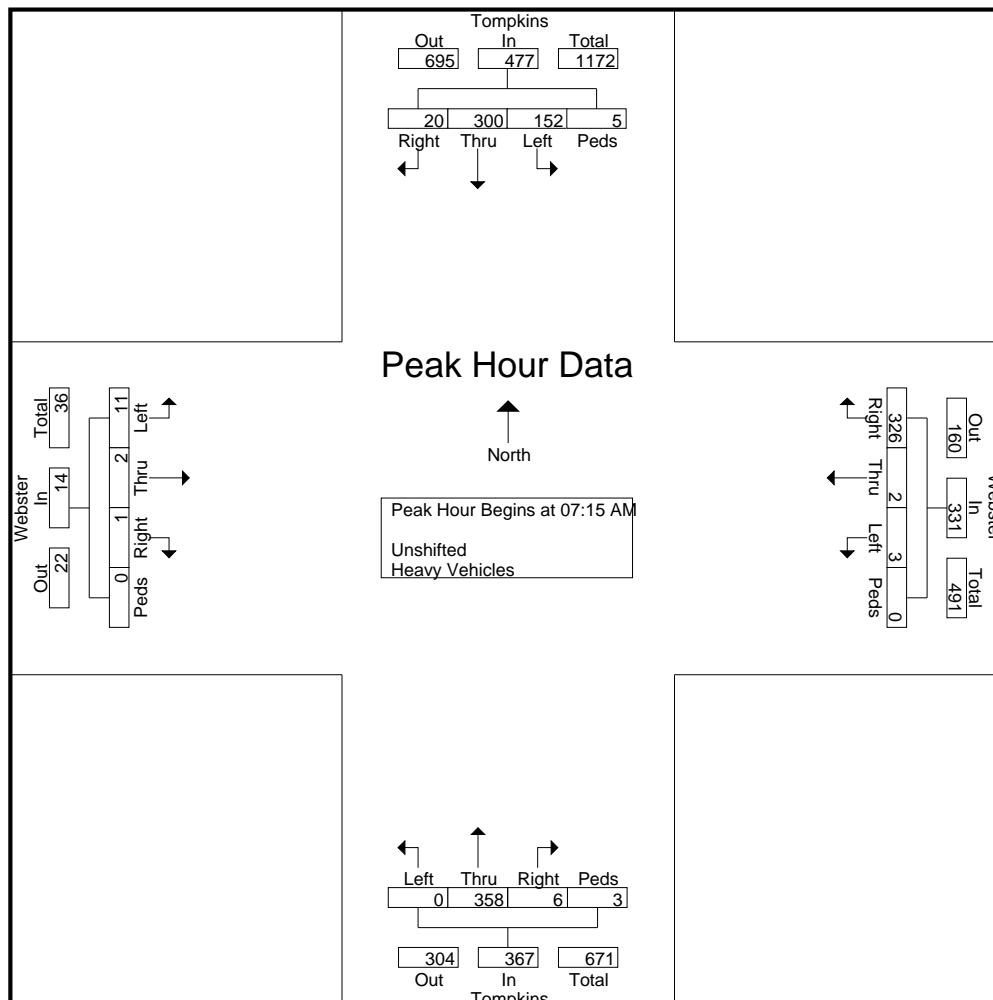 Tompkins
Out In Total
695 477 1172
20 300 152 5
Right Thru Left Peds
Peak Hour Data
North
Peak Hour Begins at 07:15 AM
Unshifted
Heavy Vehicles
Webster
Total In Out
36 14 22
11 2 1 0
Left Thru Right Peds
Right Thru Left Peds
326 2 3 0
Out In Total
160 331 491
Webster
Left Thru Right Peds
0 358 6 3
304 367 671
Out In Total
Tompkins